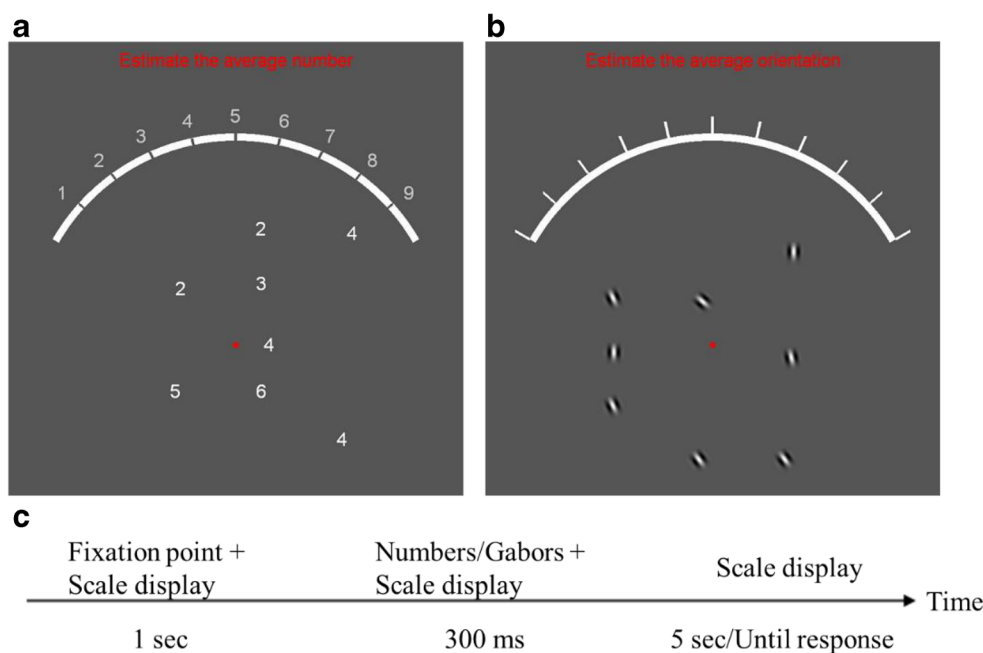 a
b
Estimate the average number
Estimate the average orientation
1 2 3 4 5 6 7 8 9
2 4
2 3
4
5 6
4
c
Fixation point +
Scale display
Numbers/Gabors +
Scale display
Scale display
Time
1 sec
300 ms
5 sec/Until response